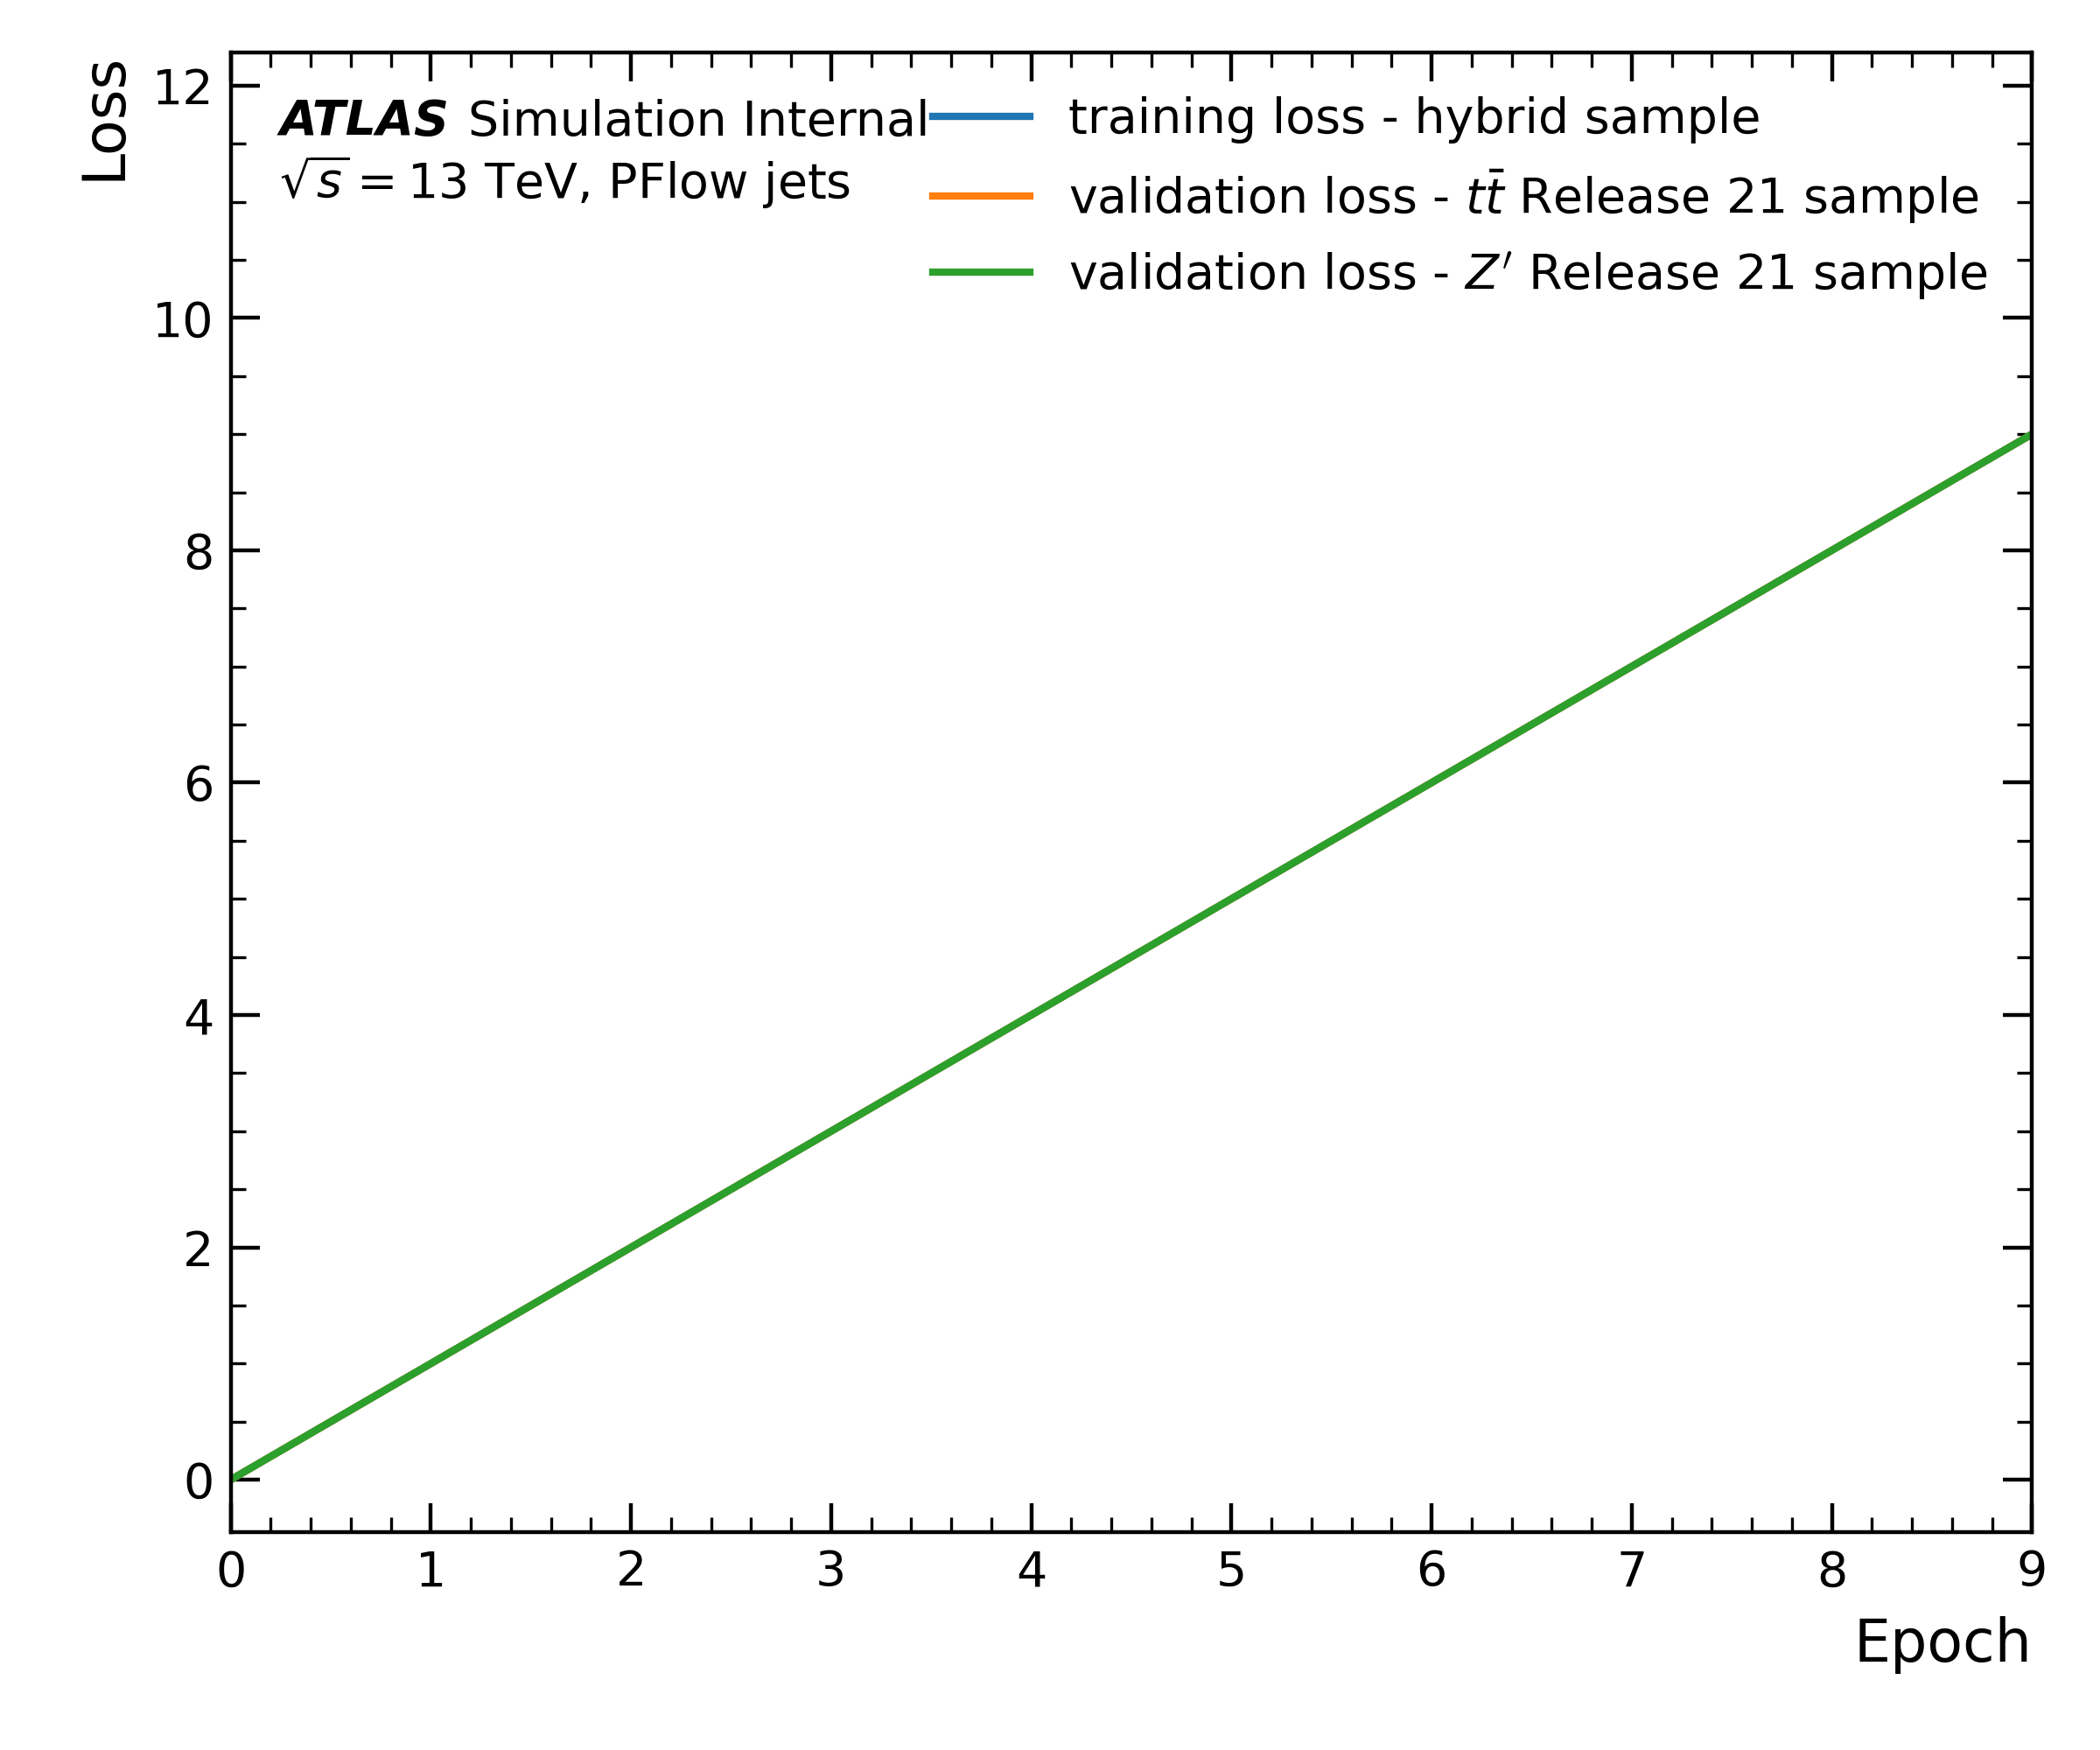 Loss
ATLAS Simulation Internal
√s = 13 TeV, PFlow jets
training loss - hybrid sample
validation loss - tt̄ Release 21 sample
validation loss - Z′ Release 21 sample
12
10
8
6
4
2
0
0 1 2 3 4 5 6 7 8 9
Epoch